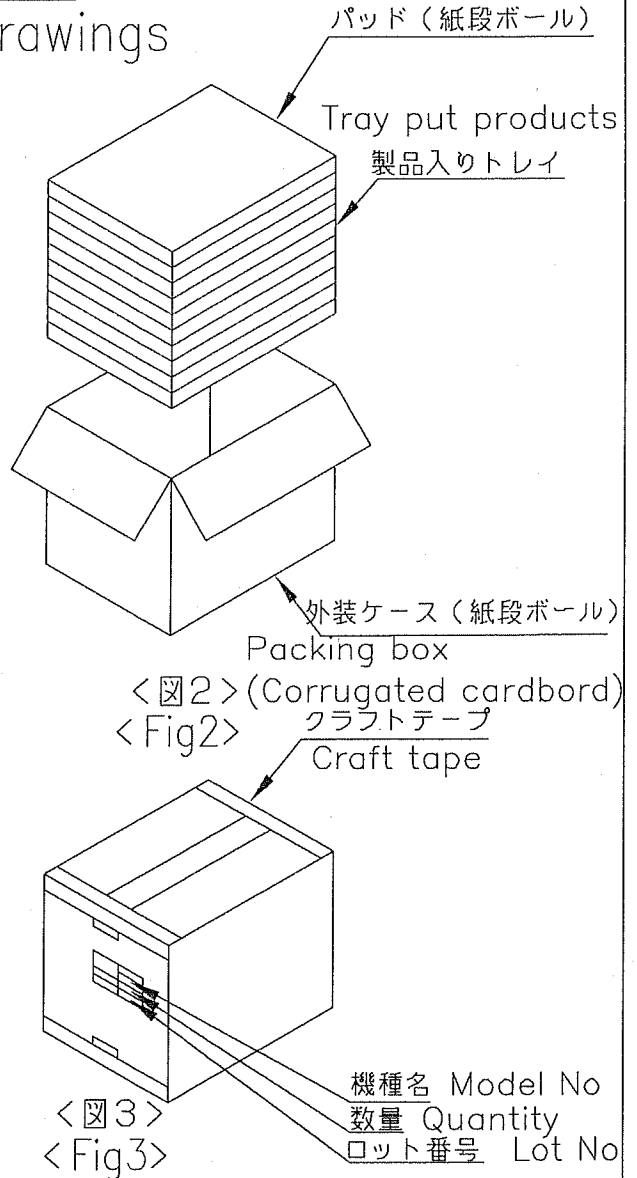 rawings
パッド（紙段ボール）
Tray put products
製品入りトレイ
外装ケース（紙段ボール）
Packing box
<図2>(Corrugated cardbord)
<Fig2>
クラフトテープ
Craft tape
機種名 Model No
数量 Quantity
ロット番号 Lot No
<図3>
<Fig3>